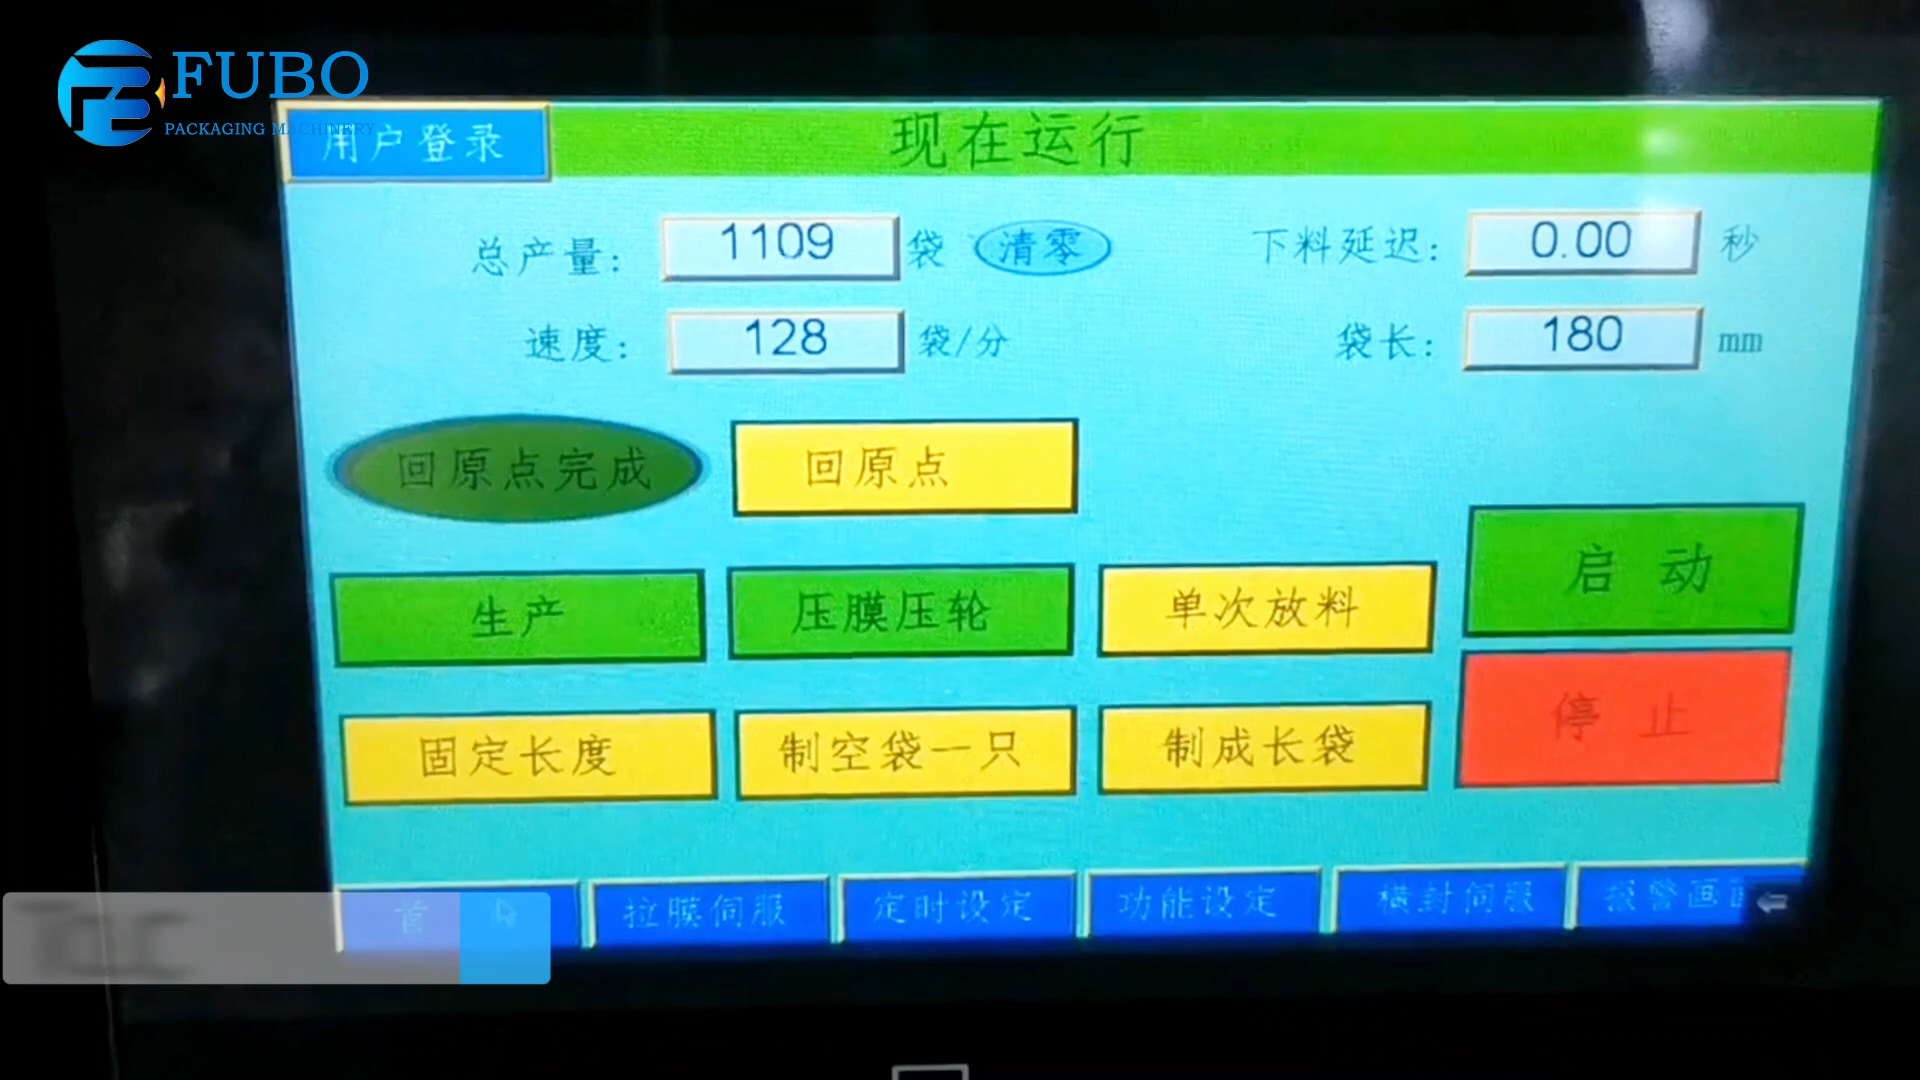 FUBO
PACKAGING MACHINERY
用户登录 现在运行
总产量: 1109 袋 清零 下料延迟: 0.00 秒
速度: 128 袋/分 袋长: 180 mm
回原点完成 回原点
生产 压膜压轮 单次放料 启动
固定长度 制空袋一只 制成长袋 停止
首 拉膜伺服 定时设定 功能设定 横封伺服 报警画